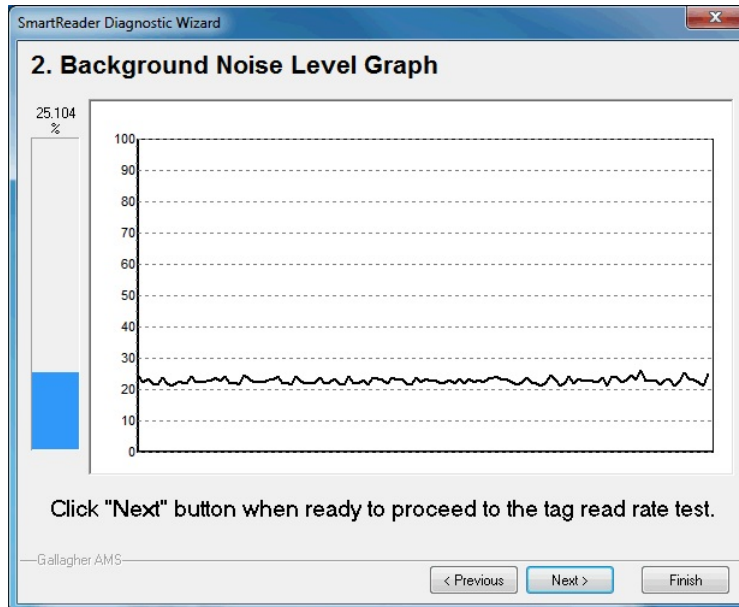 SmartReader Diagnostic Wizard
2. Background Noise Level Graph
25.104
%
100
90
80
70
60
50
40
30
20
10
0
Click "Next" button when ready to proceed to the tag read rate test.
Gallagher AMS
< Previous
Next >
Finish